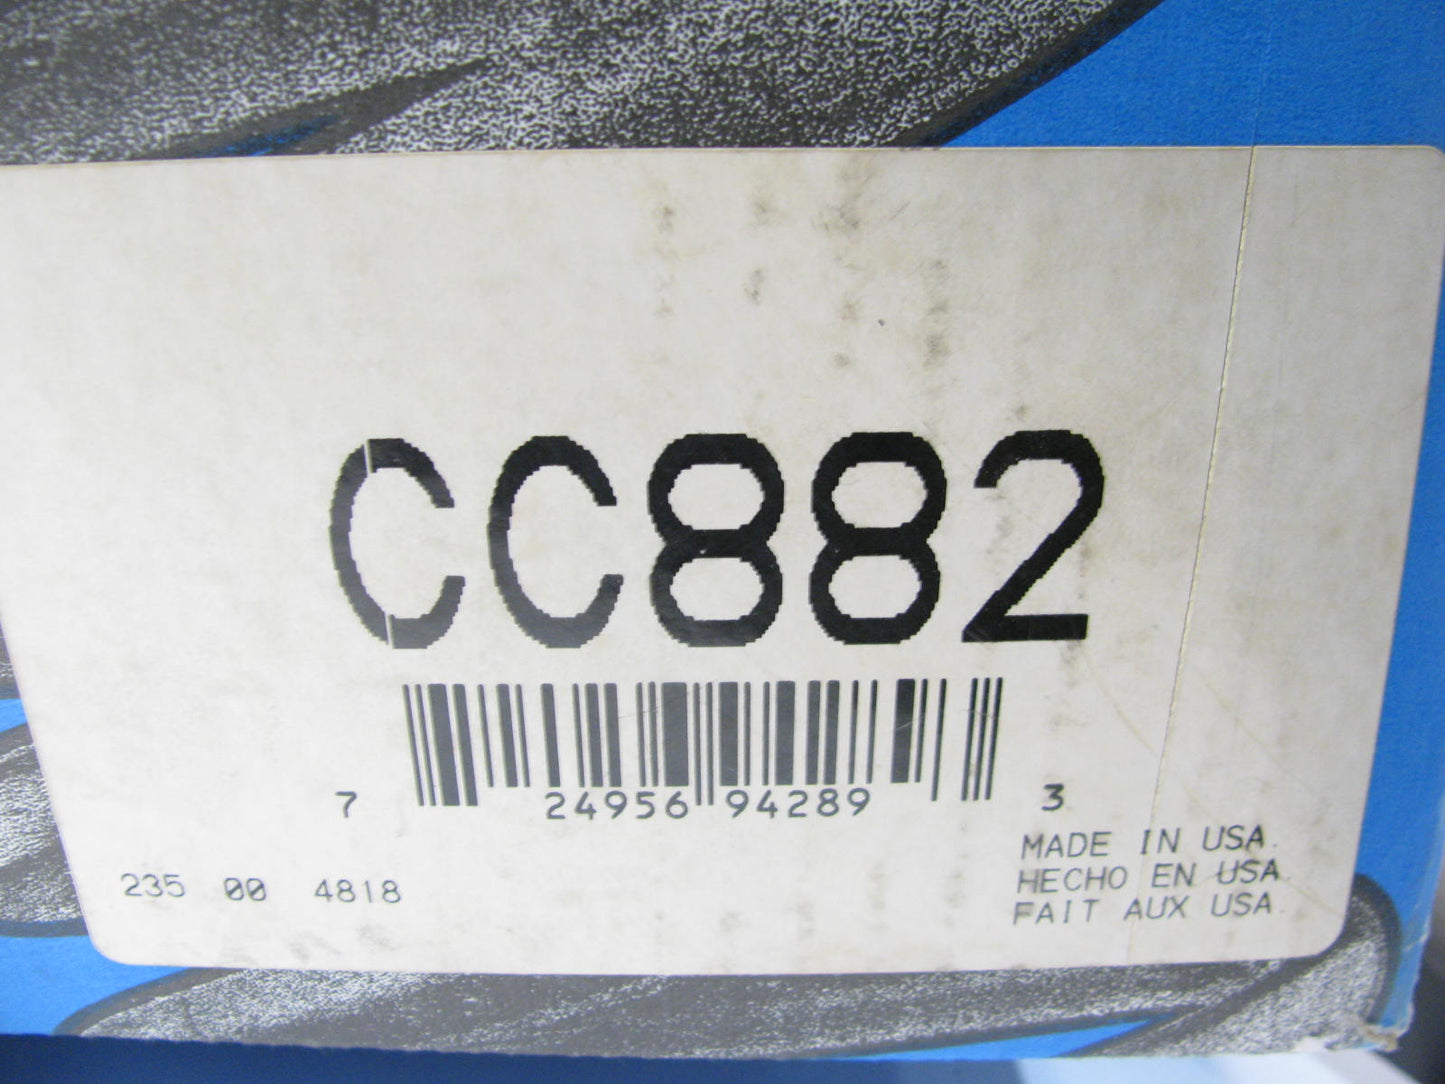 CC882
7 24956 94289 3
MADE IN USA.
HECHO EN USA.
FAIT AUX USA.
235 00 4818